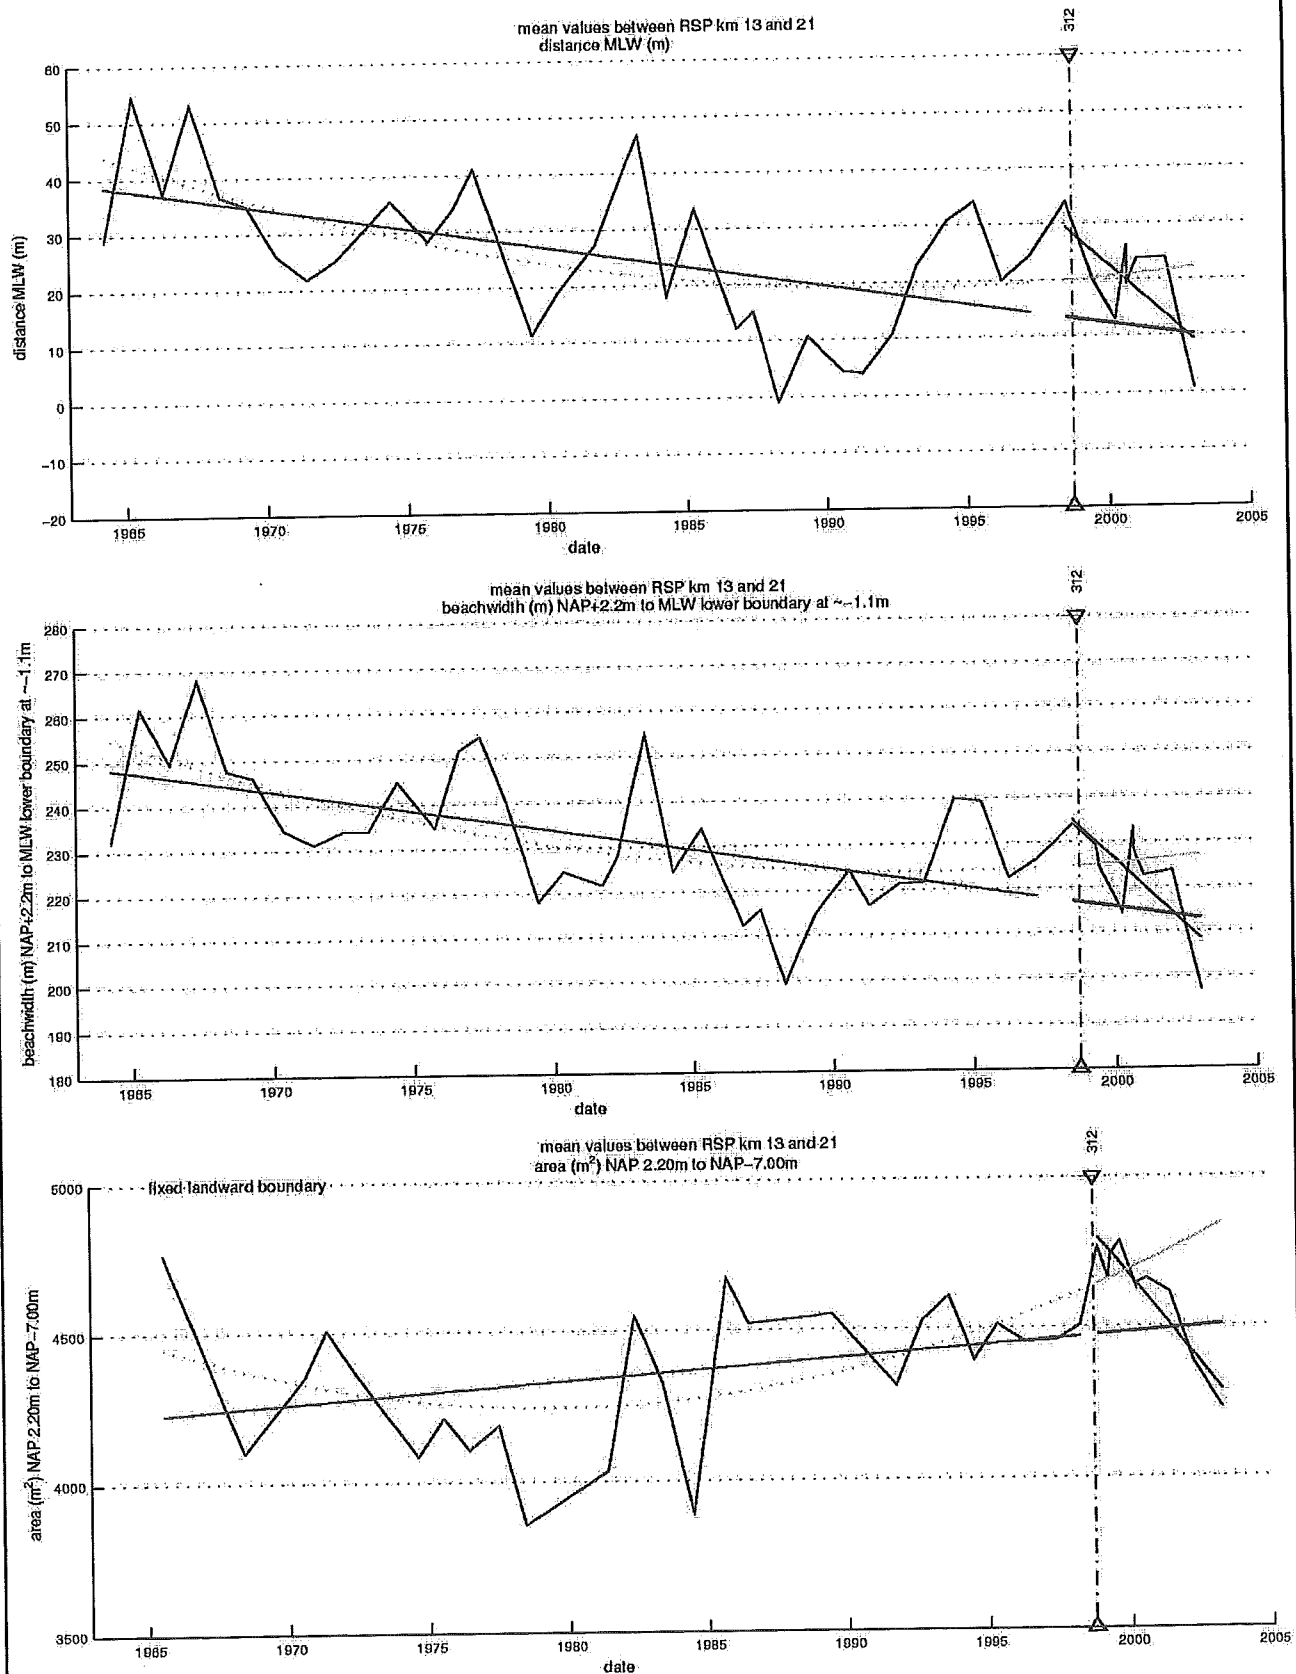 mean values between RSP km 13 and 21
distance MLW (m)
312
60
50
40
30
20
10
0
−10
−20
distance MLW (m)
1965 1970 1975 1980 1985 1990 1995 2000 2005
date
mean values between RSP km 13 and 21
beachwidth (m) NAP+2.2m to MLW lower boundary at ~−1.1m
312
280
270
260
250
240
230
220
210
200
190
180
beachwidth (m) NAP+2.2m to MLW lower boundary at ~−1.1m
1965 1970 1975 1980 1985 1990 1995 2000 2005
date
mean values between RSP km 13 and 21
area (m²) NAP 2.20m to NAP−7.00m
312
fixed landward boundary
5000
4500
4000
3500
area (m²) NAP 2.20m to NAP−7.00m
1965 1970 1975 1980 1985 1990 1995 2000 2005
date